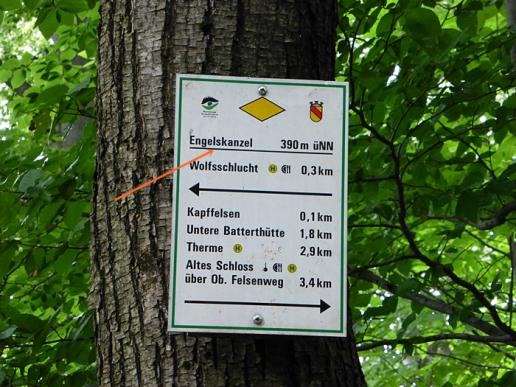 Engelskanzel 390 m üNN
Wolfsschlucht H 0,3 km
Kapffelsen 0,1 km
Untere Batterthütte 1,8 km
Therme H 2,9 km
Altes Schloss H
über Ob. Felsenweg 3,4 km